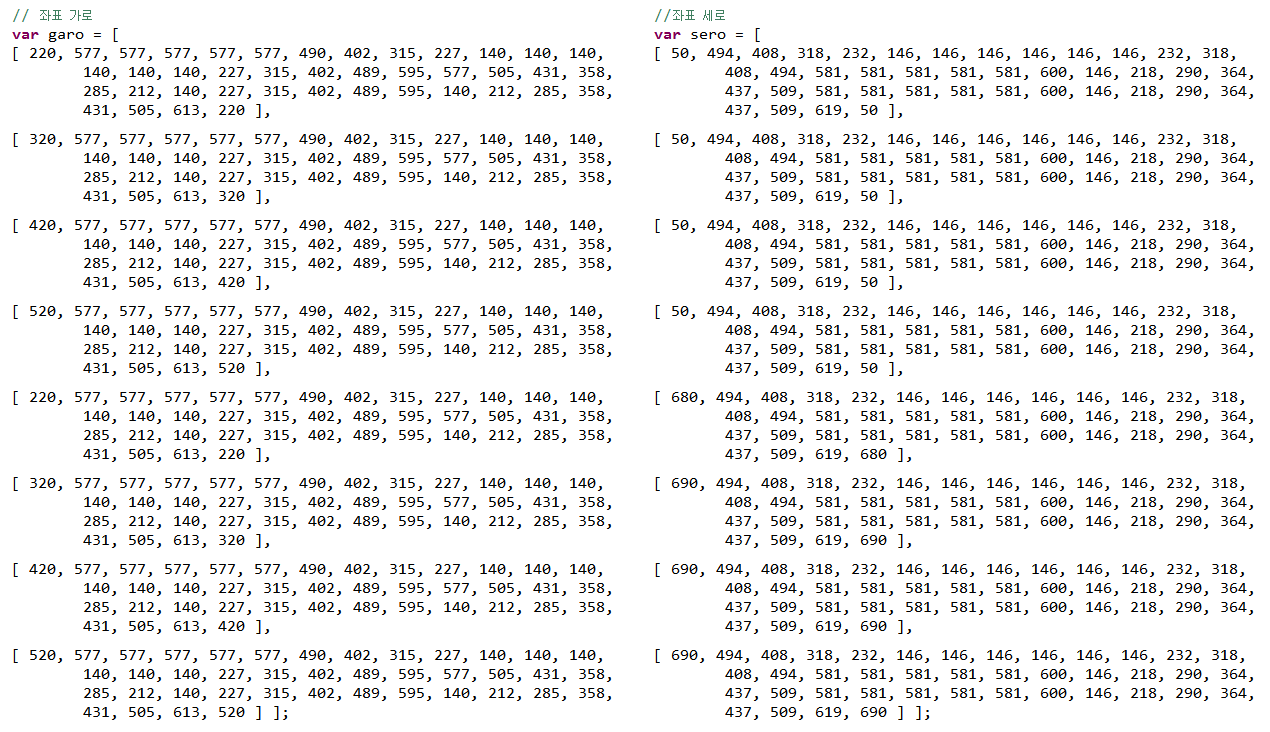 // 좌표 가로
var garo = [
[ 220, 577, 577, 577, 577, 577, 490, 402, 315, 227, 140, 140, 140,
140, 140, 140, 227, 315, 402, 489, 595, 577, 505, 431, 358,
285, 212, 140, 227, 315, 402, 489, 595, 140, 212, 285, 358,
431, 505, 613, 220 ],
[ 320, 577, 577, 577, 577, 577, 490, 402, 315, 227, 140, 140, 140,
140, 140, 140, 227, 315, 402, 489, 595, 577, 505, 431, 358,
285, 212, 140, 227, 315, 402, 489, 595, 140, 212, 285, 358,
431, 505, 613, 320 ],
[ 420, 577, 577, 577, 577, 577, 490, 402, 315, 227, 140, 140, 140,
140, 140, 140, 227, 315, 402, 489, 595, 577, 505, 431, 358,
285, 212, 140, 227, 315, 402, 489, 595, 140, 212, 285, 358,
431, 505, 613, 420 ],
[ 520, 577, 577, 577, 577, 577, 490, 402, 315, 227, 140, 140, 140,
140, 140, 140, 227, 315, 402, 489, 595, 577, 505, 431, 358,
285, 212, 140, 227, 315, 402, 489, 595, 140, 212, 285, 358,
431, 505, 613, 520 ],
[ 220, 577, 577, 577, 577, 577, 490, 402, 315, 227, 140, 140, 140,
140, 140, 140, 227, 315, 402, 489, 595, 577, 505, 431, 358,
285, 212, 140, 227, 315, 402, 489, 595, 140, 212, 285, 358,
431, 505, 613, 220 ],
[ 320, 577, 577, 577, 577, 577, 490, 402, 315, 227, 140, 140, 140,
140, 140, 140, 227, 315, 402, 489, 595, 577, 505, 431, 358,
285, 212, 140, 227, 315, 402, 489, 595, 140, 212, 285, 358,
431, 505, 613, 320 ],
[ 420, 577, 577, 577, 577, 577, 490, 402, 315, 227, 140, 140, 140,
140, 140, 140, 227, 315, 402, 489, 595, 577, 505, 431, 358,
285, 212, 140, 227, 315, 402, 489, 595, 140, 212, 285, 358,
431, 505, 613, 420 ],
[ 520, 577, 577, 577, 577, 577, 490, 402, 315, 227, 140, 140, 140,
140, 140, 140, 227, 315, 402, 489, 595, 577, 505, 431, 358,
285, 212, 140, 227, 315, 402, 489, 595, 140, 212, 285, 358,
431, 505, 613, 520 ] ];
//좌표 세로
var sero = [
[ 50, 494, 408, 318, 232, 146, 146, 146, 146, 146, 146, 232, 318,
408, 494, 581, 581, 581, 581, 581, 600, 146, 218, 290, 364,
437, 509, 581, 581, 581, 581, 581, 600, 146, 218, 290, 364,
437, 509, 619, 50 ],
[ 50, 494, 408, 318, 232, 146, 146, 146, 146, 146, 146, 232, 318,
408, 494, 581, 581, 581, 581, 581, 600, 146, 218, 290, 364,
437, 509, 581, 581, 581, 581, 581, 600, 146, 218, 290, 364,
437, 509, 619, 50 ],
[ 50, 494, 408, 318, 232, 146, 146, 146, 146, 146, 146, 232, 318,
408, 494, 581, 581, 581, 581, 581, 600, 146, 218, 290, 364,
437, 509, 581, 581, 581, 581, 581, 600, 146, 218, 290, 364,
437, 509, 619, 50 ],
[ 50, 494, 408, 318, 232, 146, 146, 146, 146, 146, 146, 232, 318,
408, 494, 581, 581, 581, 581, 581, 600, 146, 218, 290, 364,
437, 509, 581, 581, 581, 581, 581, 600, 146, 218, 290, 364,
437, 509, 619, 50 ],
[ 680, 494, 408, 318, 232, 146, 146, 146, 146, 146, 146, 232, 318,
408, 494, 581, 581, 581, 581, 581, 600, 146, 218, 290, 364,
437, 509, 581, 581, 581, 581, 581, 600, 146, 218, 290, 364,
437, 509, 619, 680 ],
[ 690, 494, 408, 318, 232, 146, 146, 146, 146, 146, 146, 232, 318,
408, 494, 581, 581, 581, 581, 581, 600, 146, 218, 290, 364,
437, 509, 581, 581, 581, 581, 581, 600, 146, 218, 290, 364,
437, 509, 619, 690 ],
[ 690, 494, 408, 318, 232, 146, 146, 146, 146, 146, 146, 232, 318,
408, 494, 581, 581, 581, 581, 581, 600, 146, 218, 290, 364,
437, 509, 581, 581, 581, 581, 581, 600, 146, 218, 290, 364,
437, 509, 619, 690 ],
[ 690, 494, 408, 318, 232, 146, 146, 146, 146, 146, 146, 232, 318,
408, 494, 581, 581, 581, 581, 581, 600, 146, 218, 290, 364,
437, 509, 581, 581, 581, 581, 581, 600, 146, 218, 290, 364,
437, 509, 619, 690 ] ];